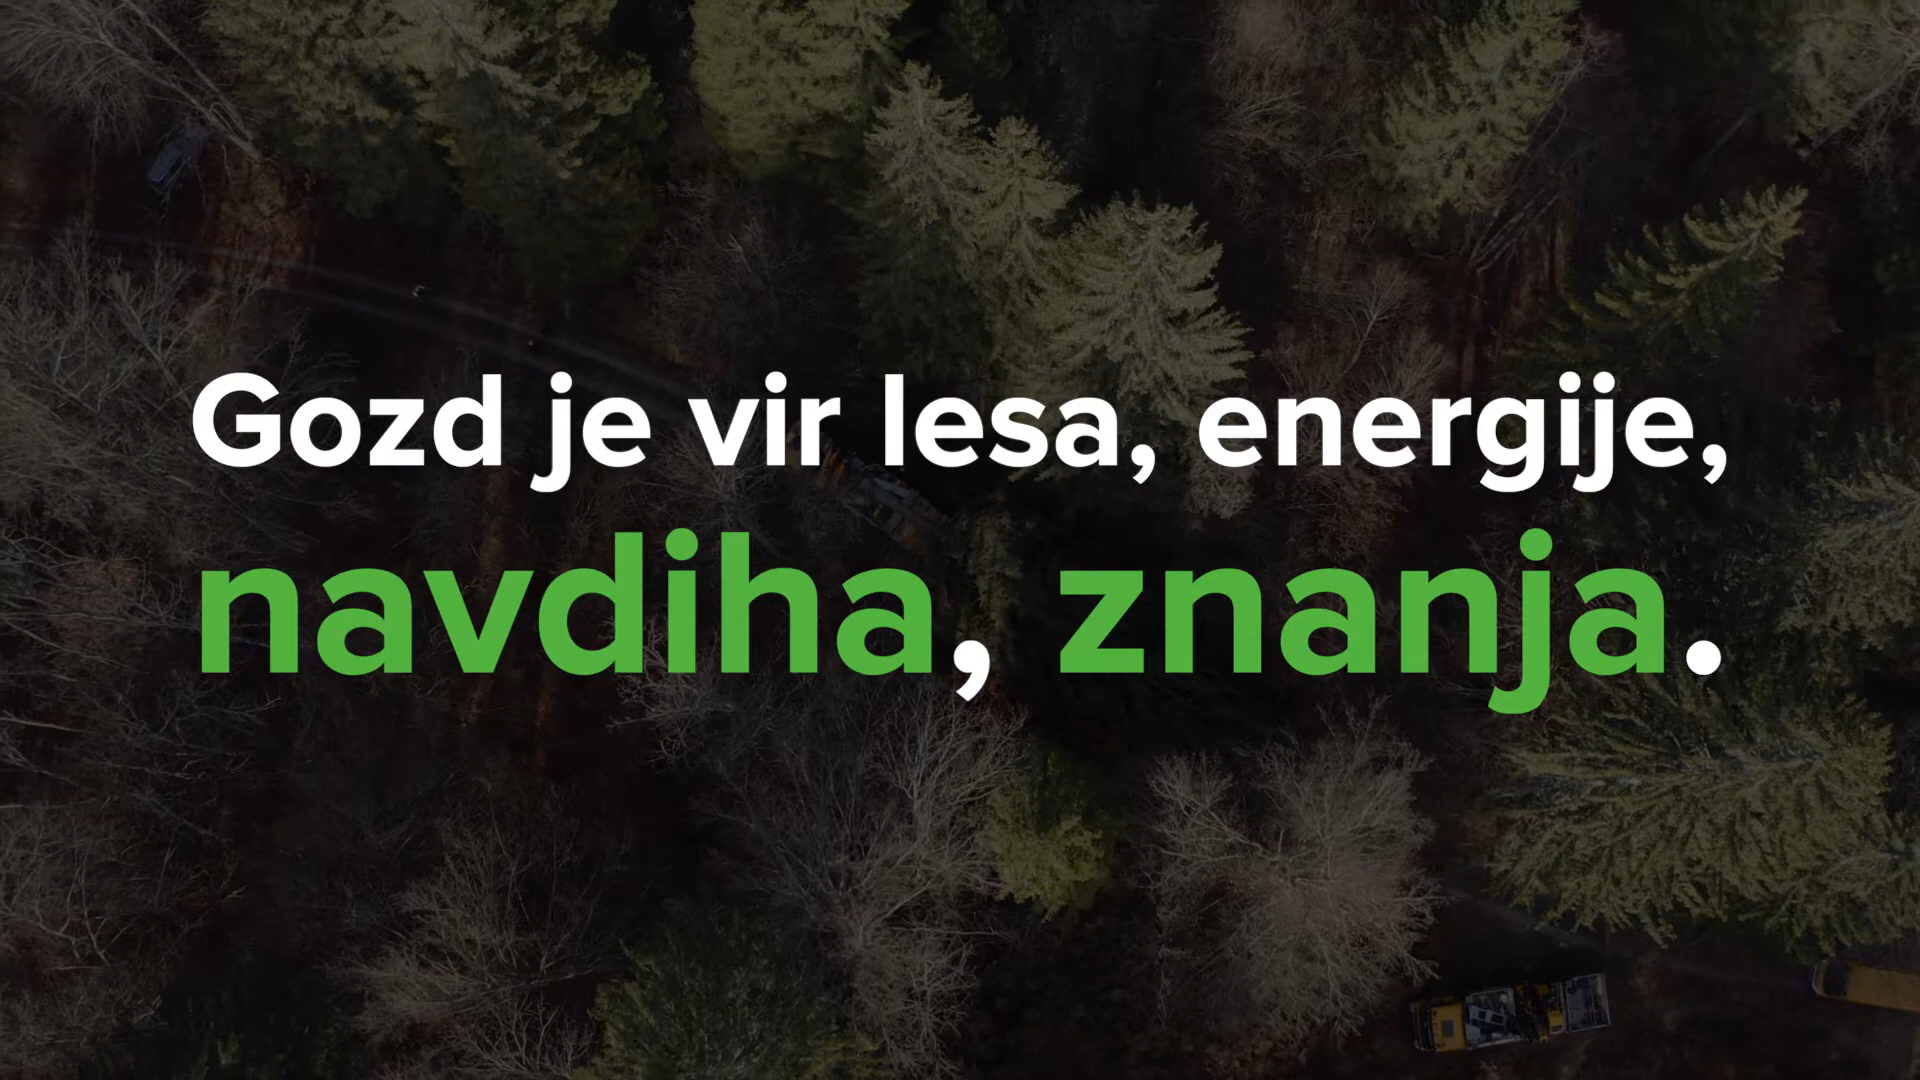 Gozd je vir lesa, energije,
navdiha, znanja.